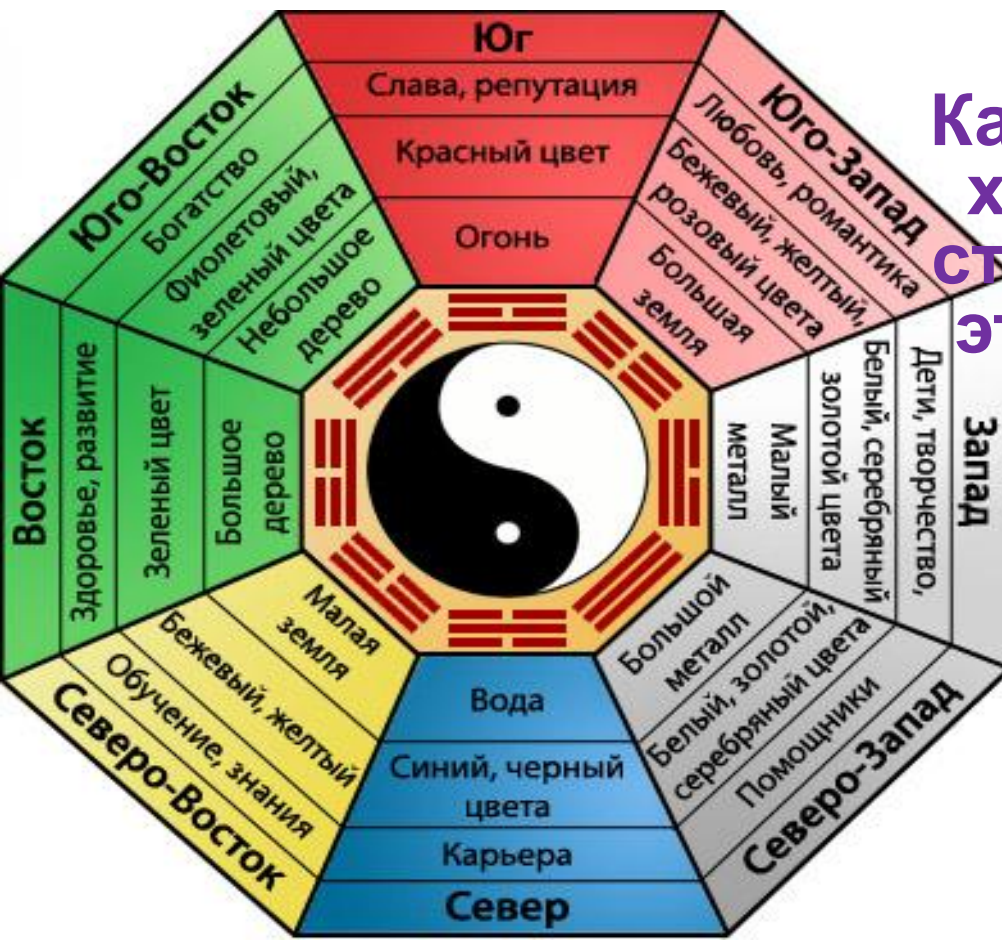 Юг
Слава, репутация
Красный цвет
Огонь
Юго-Запад
Любовь, романтика
Бежевый, желтый,
розовый цвета
Большая
земля
Запад
Дети, творчество,
Белый, серебряный
золотой цвета
Малый
металл
Северо-Запад
Помощники
Белый, золотой,
серебряный цвета
Большой
металл
Север
Карьера
Синий, черный
цвета
Вода
Северо-Восток
Обучение, знания
Бежевый, желтый
Малая
земля
Восток
Здоровье, развитие
Зеленый цвет
Большое
дерево
Юго-Восток
Богатство
Фиолетовый,
зеленый цвета
Небольшое
дерево